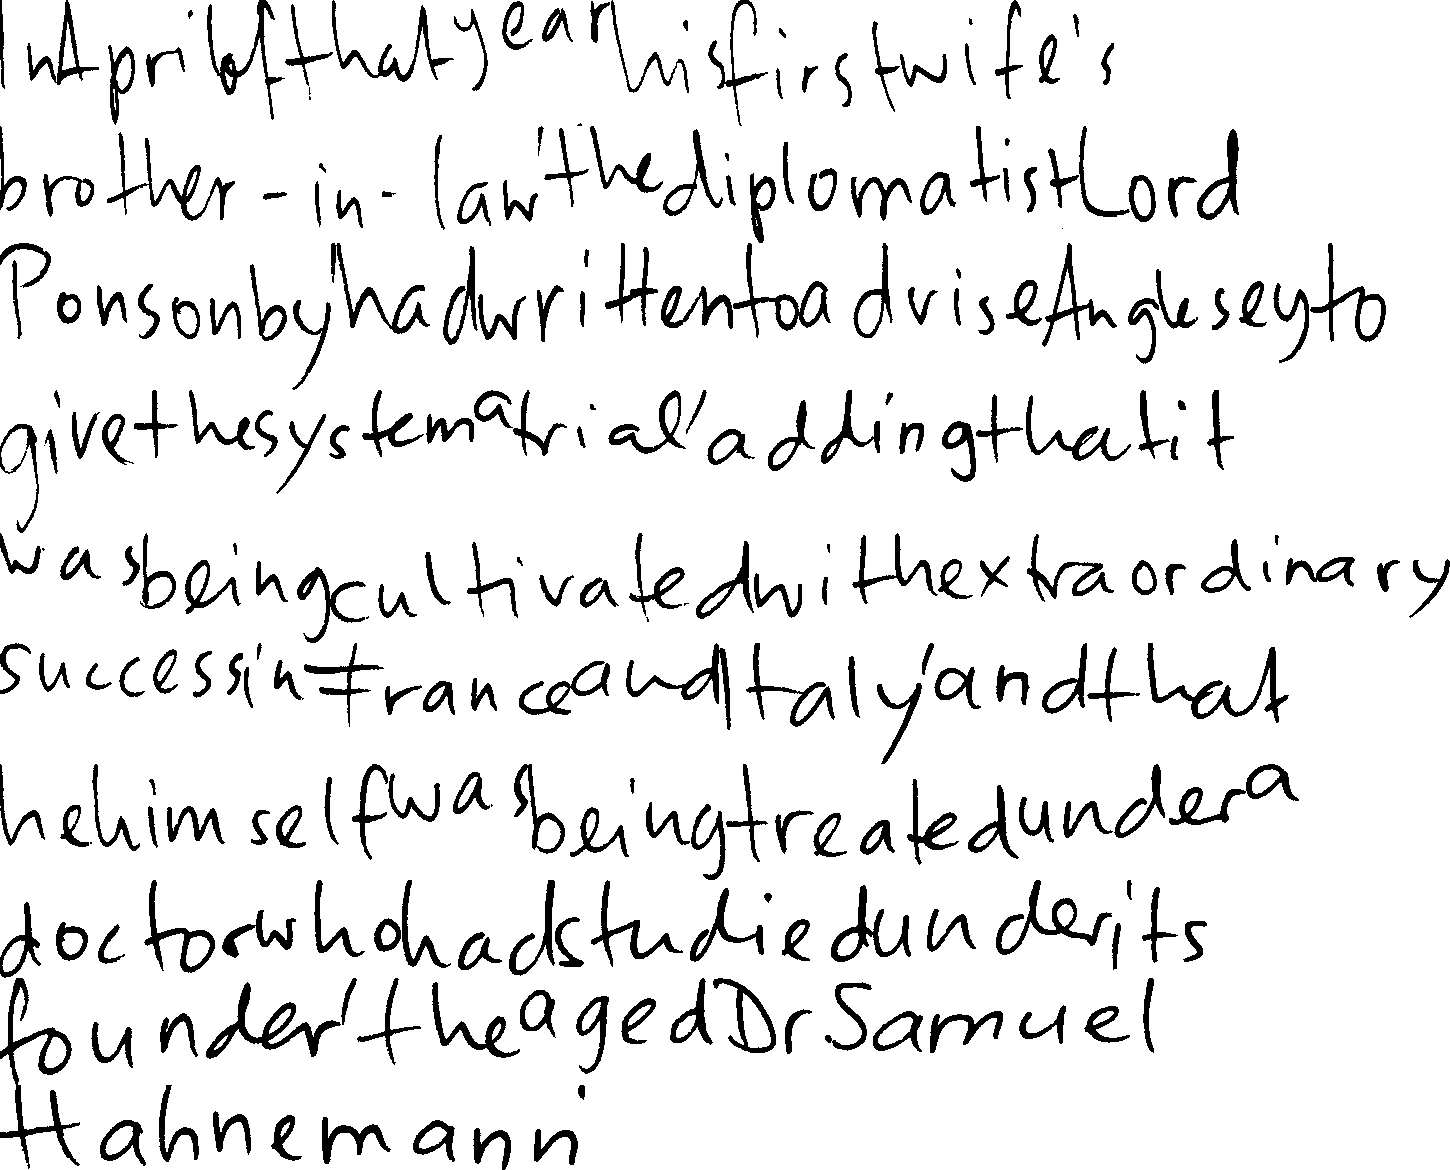 In April of that year his first wife's
brother-in-law, the diplomatist Lord
Ponsonby, had written to advise Anglesey to
give the system a trial, adding that it
was being cultivated with extraordinary
success in France and Italy, and that
he himself was being treated under a
doctor who had studied under its
founder, the aged Dr Samuel
Hahnemann.